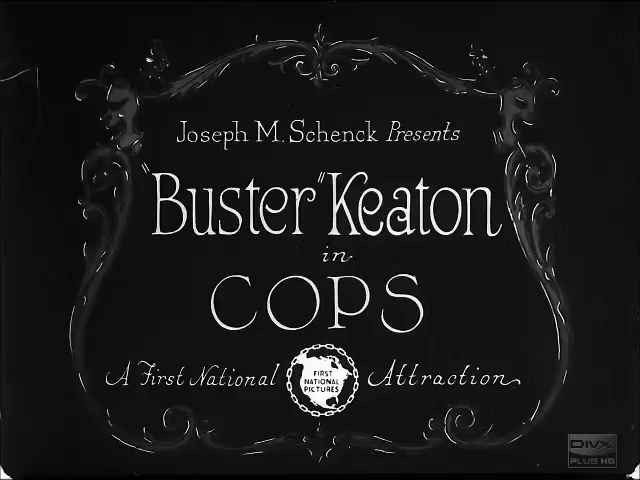 Joseph M. Schenck Presents
"Buster" Keaton
in
COPS
A First National Attraction
FIRST
NATIONAL
PICTURES
DIVX
PLUS HD